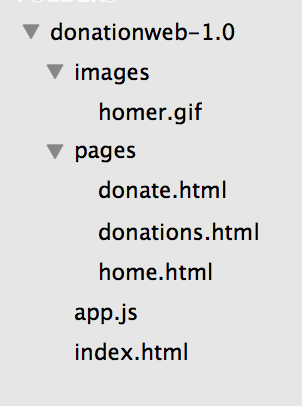 donationweb-1.0
images
homer.gif
pages
donate.html
donations.html
home.html
app.js
index.html